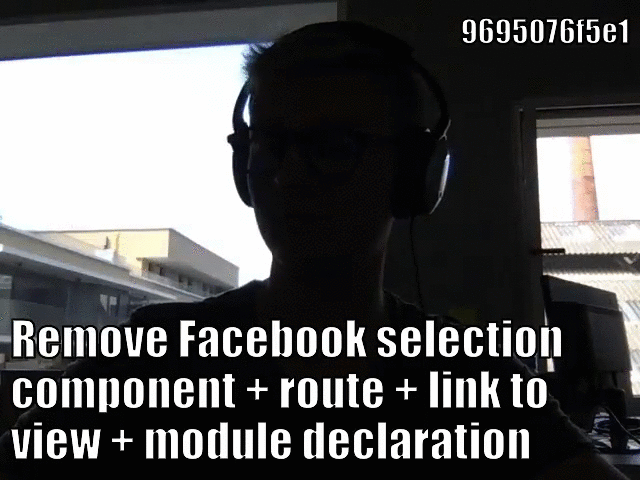 9695076f5e1
Remove Facebook selection
component + route + link to
view + module declaration